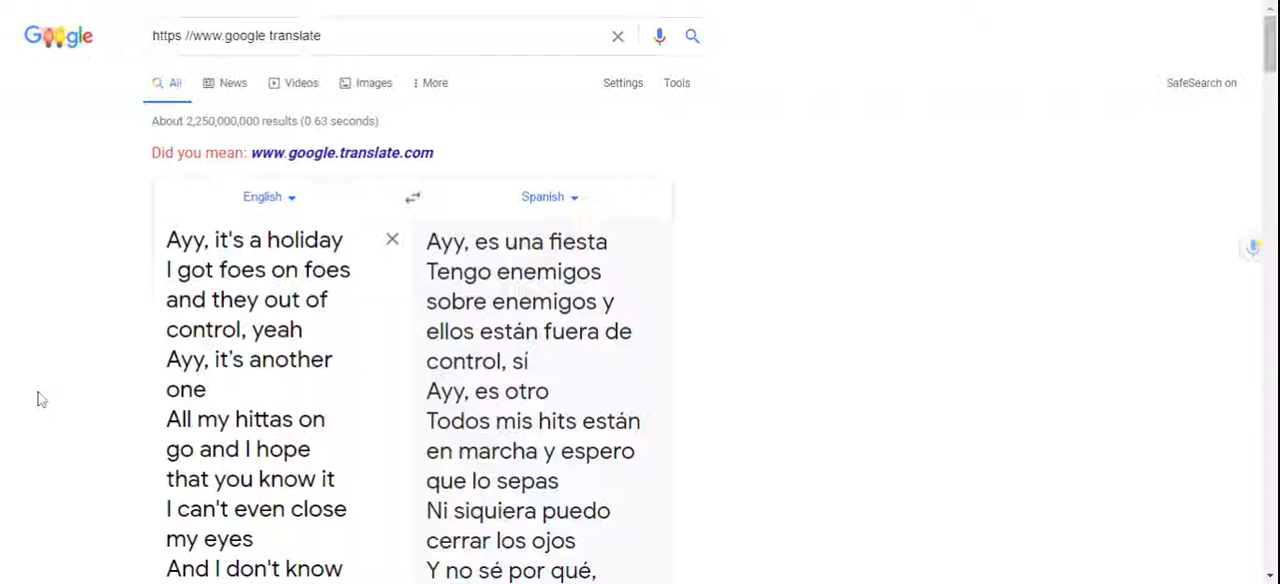 Google
https //www.google translate
All News Videos Images More Settings Tools SafeSearch on
About 2,250,000,000 results (0 63 seconds)
Did you mean: www.google.translate.com
English Spanish
Ayy, it's a holiday
I got foes on foes
and they out of
control, yeah
Ayy, it's another
one
All my hittas on
go and I hope
that you know it
I can't even close
my eyes
And I don't know
Ayy, es una fiesta
Tengo enemigos
sobre enemigos y
ellos están fuera de
control, sí
Ayy, es otro
Todos mis hits están
en marcha y espero
que lo sepas
Ni siquiera puedo
cerrar los ojos
Y no sé por qué,